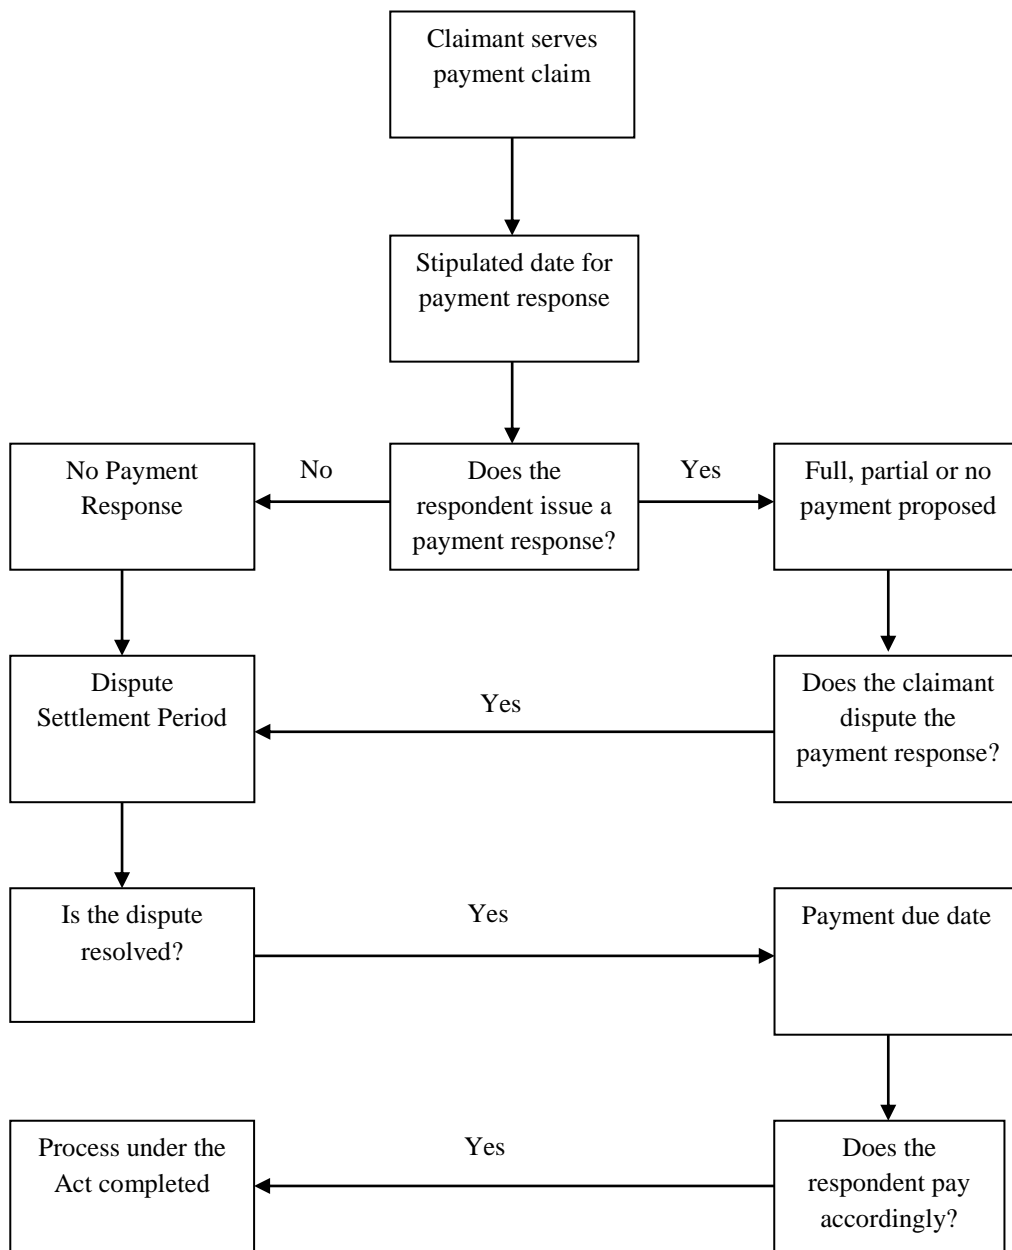 Claimant serves
payment claim
Stipulated date for
payment response
No Payment
Response
No
Does the
respondent issue a
payment response?
Yes
Full, partial or no
payment proposed
Dispute
Settlement Period
Yes
Does the claimant
dispute the
payment response?
Is the dispute
resolved?
Yes
Payment due date
Process under the
Act completed
Yes
Does the
respondent pay
accordingly?